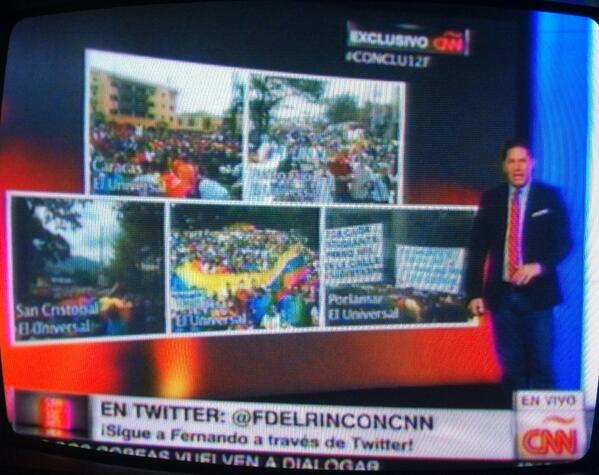 EXCLUSIVO CNN
#CONCLU12F
Caracas
El Universal
San Cristobal
El Universal
El Universal
Porlamar
El Universal
EN TWITTER: @FDELRINCONCNN
¡Sigue a Fernando a través de Twitter!
EN VIVO
CNN
COREAS VUELVEN A DIALOGAR